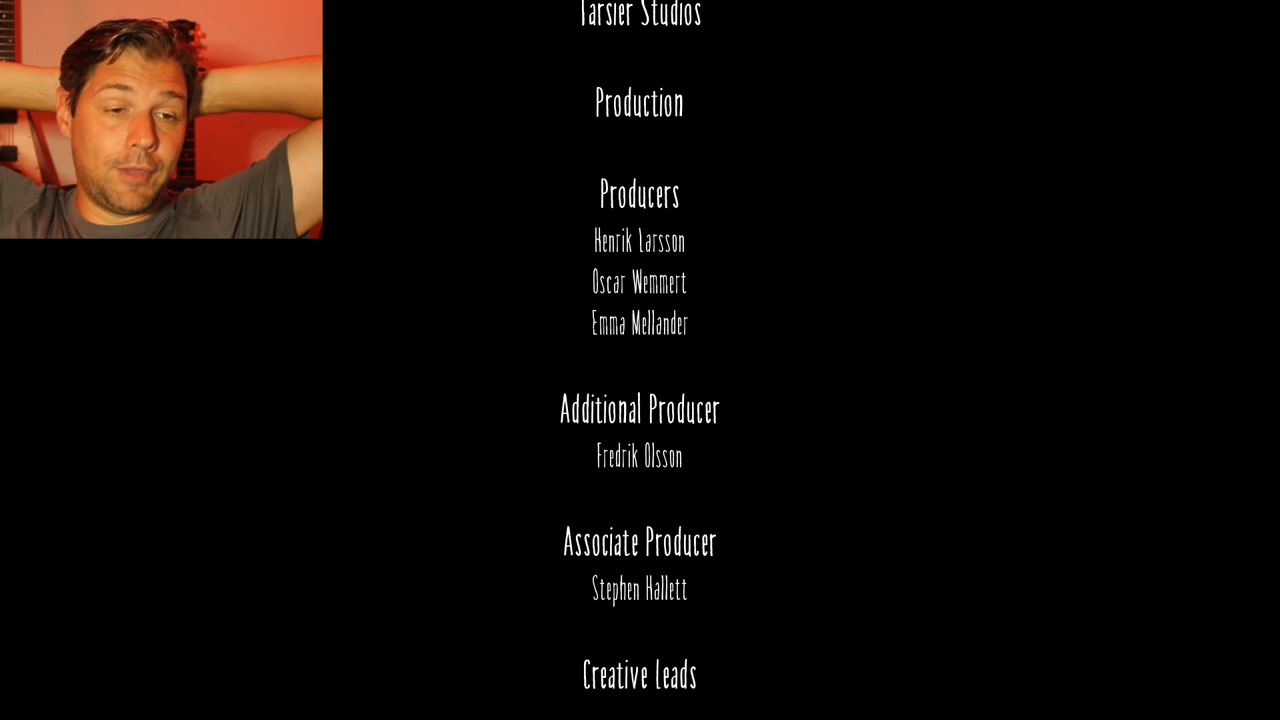 Tarsier Studios
Production
Producers
Henrik Larsson
Oscar Wemmert
Emma Mellander
Additional Producer
Fredrik Olsson
Associate Producer
Stephen Hallett
Creative Leads